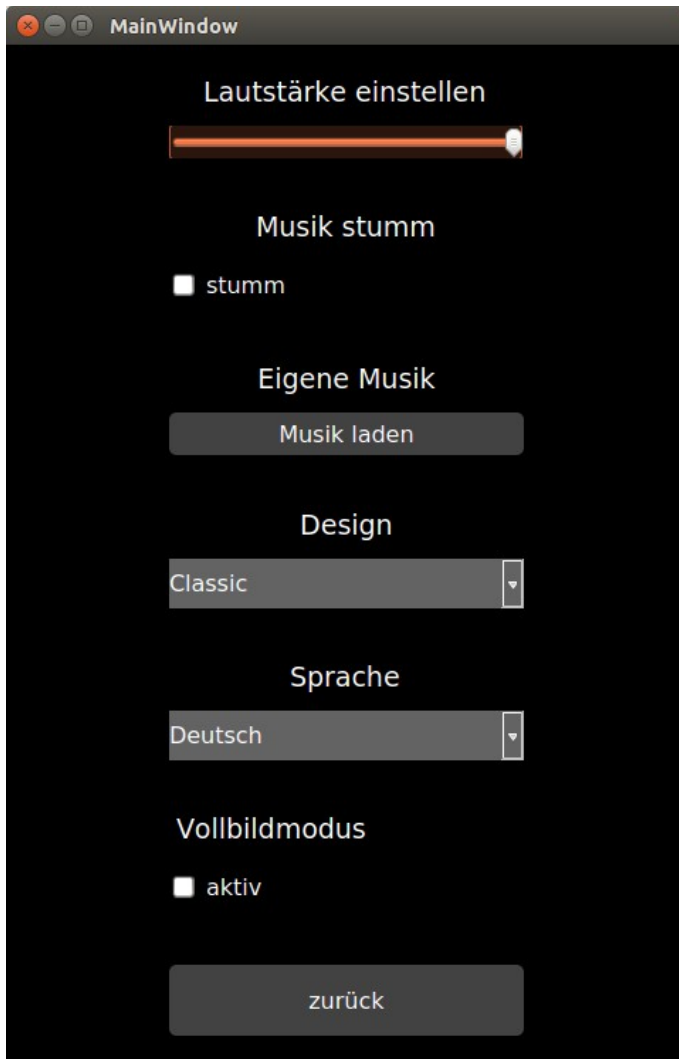 MainWindow
Lautstärke einstellen
Musik stumm
stumm
Eigene Musik
Musik laden
Design
Classic
Sprache
Deutsch
Vollbildmodus
aktiv
zurück